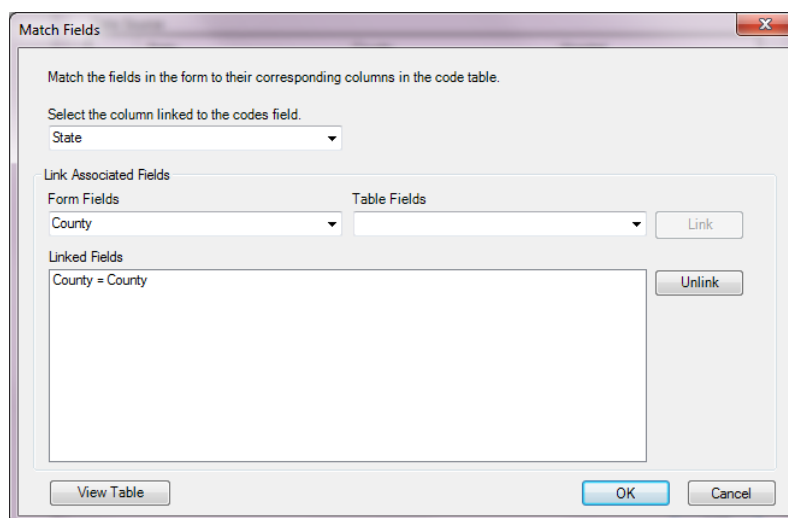 Match Fields
Match the fields in the form to their corresponding columns in the code table.
Select the column linked to the codes field.
State
Link Associated Fields
Form Fields Table Fields
County Link
Linked Fields
County = County Unlink
View Table OK Cancel